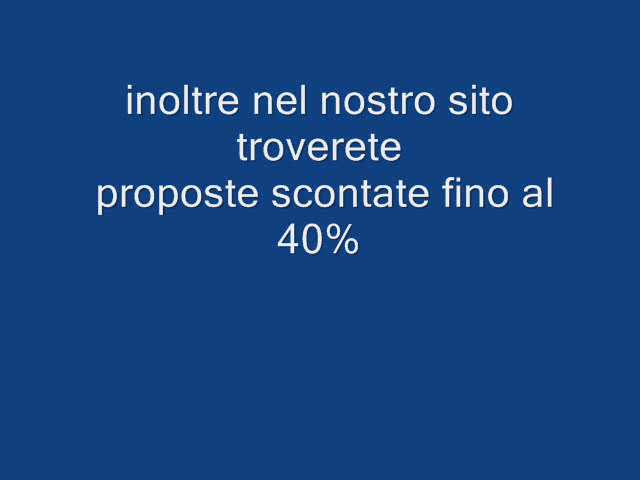 inoltre nel nostro sito
troverete
proposte scontate fino al
40%